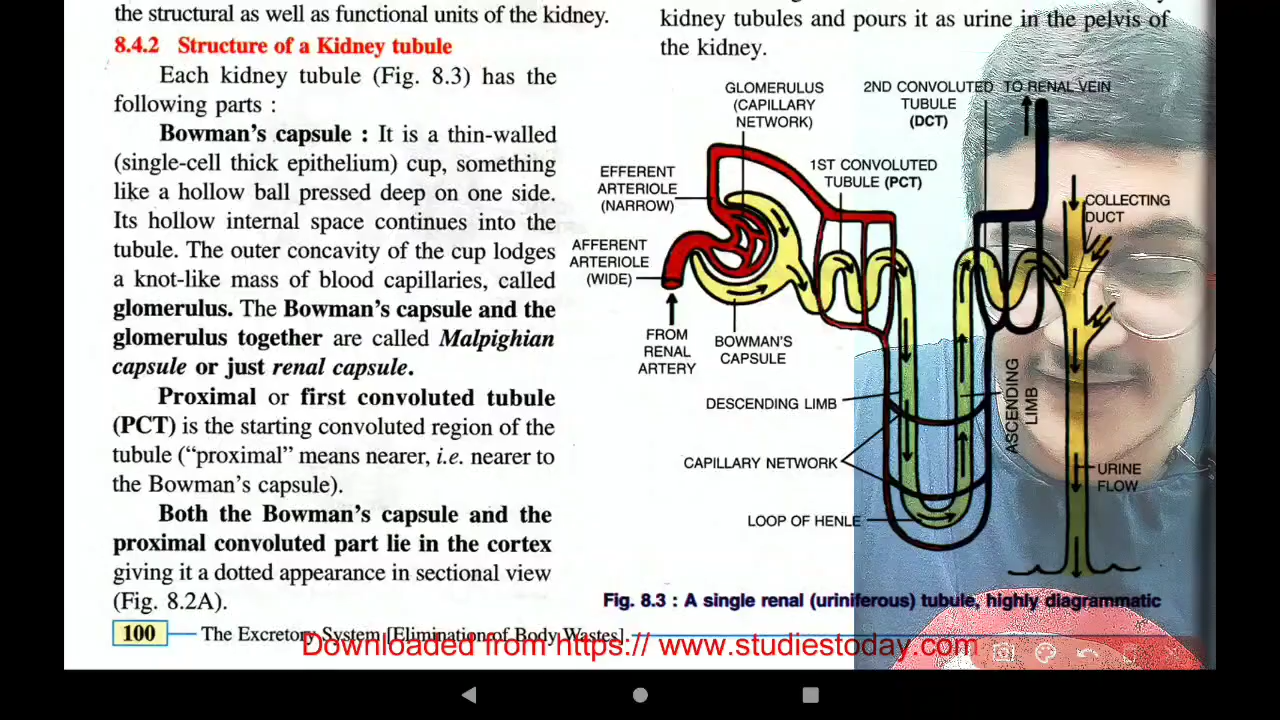 the structural as well as functional units of the kidney.
8.4.2 Structure of a Kidney tubule
Each kidney tubule (Fig. 8.3) has the
following parts :
Bowman's capsule : It is a thin-walled
(single-cell thick epithelium) cup, something
like a hollow ball pressed deep on one side.
Its hollow internal space continues into the
tubule. The outer concavity of the cup lodges
a knot-like mass of blood capillaries, called
glomerulus. The Bowman's capsule and the
glomerulus together are called Malpighian
capsule or just renal capsule.
Proximal or first convoluted tubule
(PCT) is the starting convoluted region of the
tubule ("proximal" means nearer, i.e. nearer to
the Bowman's capsule).
Both the Bowman's capsule and the
proximal convoluted part lie in the cortex
giving it a dotted appearance in sectional view
(Fig. 8.2A).
kidney tubules and pours it as urine in the pelvis of
the kidney.
GLOMERULUS
(CAPILLARY
NETWORK)
2ND CONVOLUTED
TUBULE
(DCT)
TO RENAL VEIN
1ST CONVOLUTED
TUBULE (PCT)
EFFERENT
ARTERIOLE
(NARROW)
COLLECTING
DUCT
AFFERENT
ARTERIOLE
(WIDE)
FROM
RENAL
ARTERY
BOWMAN'S
CAPSULE
DESCENDING LIMB
ASCENDING
LIMB
CAPILLARY NETWORK
URINE
FLOW
LOOP OF HENLE
Fig. 8.3 : A single renal (uriniferous) tubule, highly diagrammatic
100 The Excretory System [Elimination of Body Wastes]
Downloaded from https:// www.studiestoday.com